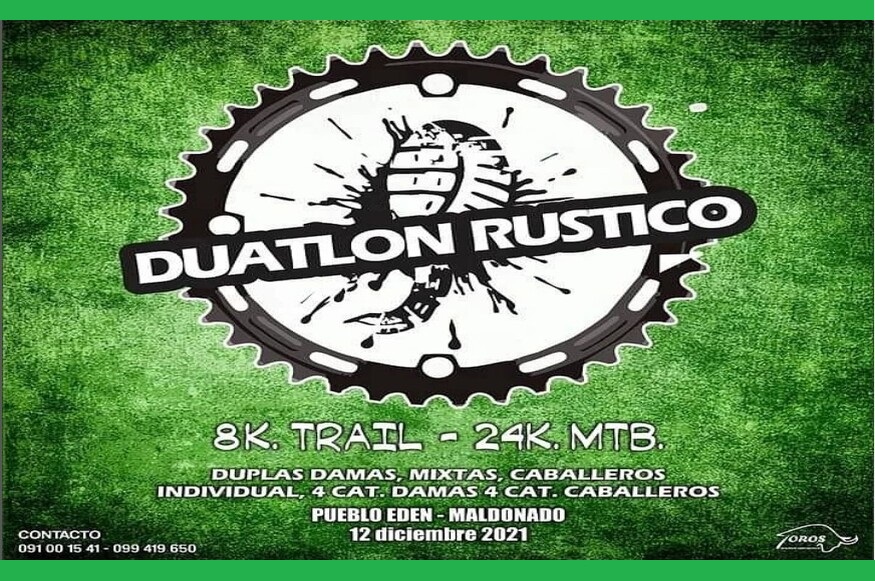 DUATLON RUSTICO
8K. TRAIL - 24K. MTB.
DUPLAS DAMAS, MIXTAS, CABALLEROS
INDIVIDUAL, 4 CAT. DAMAS 4 CAT. CABALLEROS
PUEBLO EDEN - MALDONADO
12 diciembre 2021
CONTACTO
091 00 15 41 - 099 419 650
TOROS